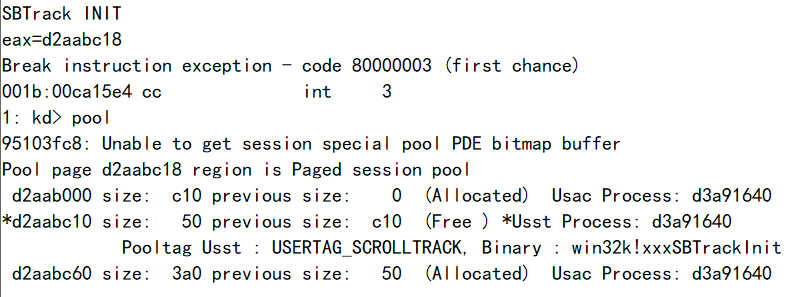 SBTrack INIT
eax=d2aabc18
Break instruction exception - code 80000003 (first chance)
001b:00ca15e4 cc              int     3
1: kd> pool
95103fc8: Unable to get session special pool PDE bitmap buffer
Pool page d2aabc18 region is Paged session pool
 d2aab000 size:  c10 previous size:    0  (Allocated)  Usac Process: d3a91640
*d2aabc10 size:   50 previous size:  c10  (Free ) *Usst Process: d3a91640
            Pooltag Usst : USERTAG_SCROLLTRACK, Binary : win32k!xxxSBTrackInit
 d2aabc60 size:  3a0 previous size:   50  (Allocated)  Usac Process: d3a91640